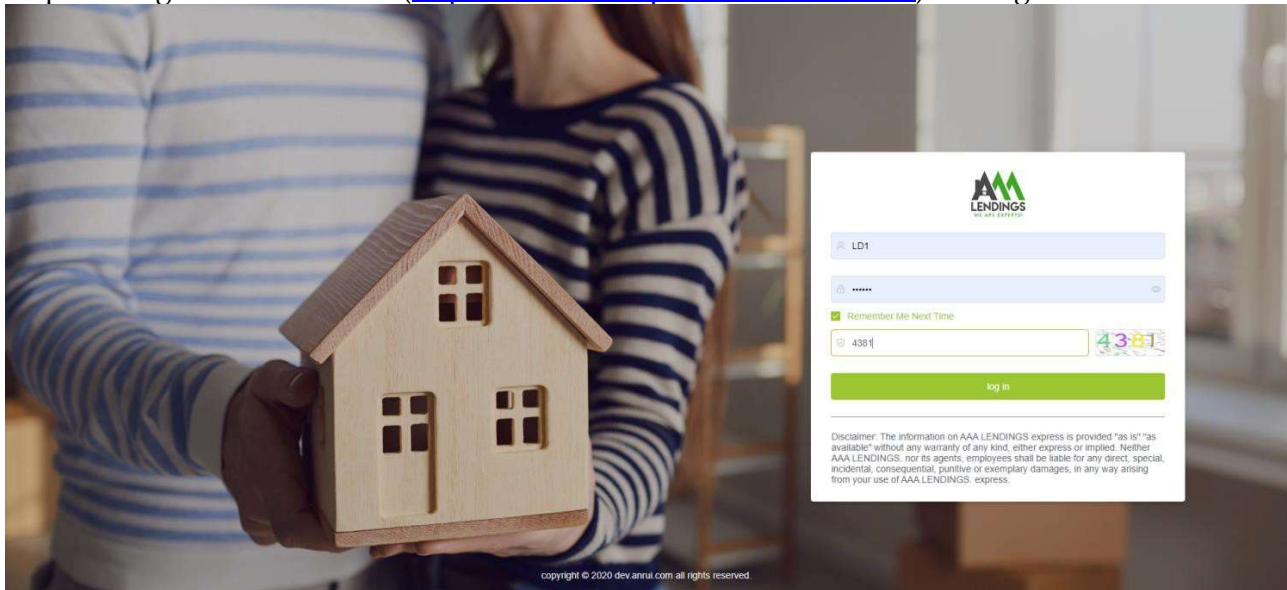 AAA
LENDINGS
WE ARE EXPERTS!
LD1
••••••
Remember Me Next Time
4381
4381
log in
Disclaimer: The information on AAA LENDINGS express is provided "as is" "as
available" without any warranty of any kind, either express or implied. Neither
AAA LENDINGS. nor its agents, employees shall be liable for any direct, special,
incidental, consequential, punitive or exemplary damages, in any way arising
from your use of AAA LENDINGS. express.
copyright © 2020 dev.anrui.com all rights reserved.